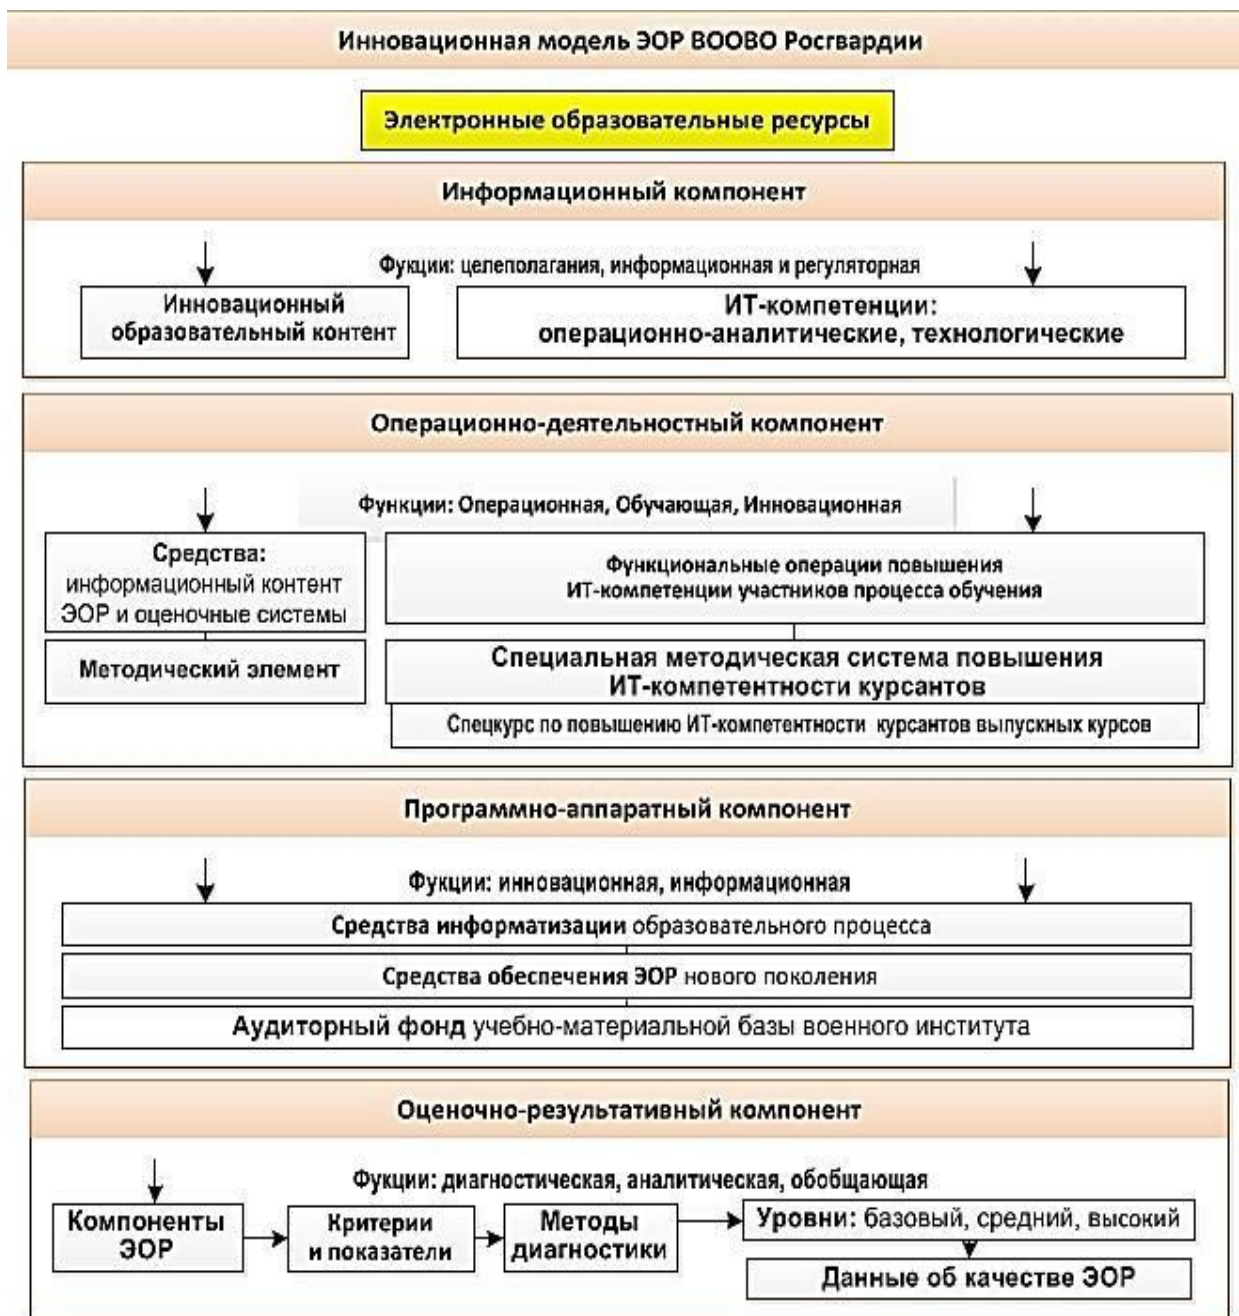 Инновационная модель ЭОР ВООВО Росгвардии
Электронные образовательные ресурсы
Информационный компонент
Фукции: целеполагания, информационная и регуляторная
Инновационный
образовательный контент
ИТ-компетенции:
операционно-аналитические, технологические
Операционно-деятельностный компонент
Функции: Операционная, Обучающая, Инновационная
Средства:
информационный контент
ЭОР и оценочные системы
Методический элемент
Функциональные операции повышения
ИТ-компетенции участников процесса обучения
Специальная методическая система повышения
ИТ-компетентности курсантов
Спецкурс по повышению ИТ-компетентности курсантов выпускных курсов
Программно-аппаратный компонент
Фукции: инновационная, информационная
Средства информатизации образовательного процесса
Средства обеспечения ЭОР нового поколения
Аудиторный фонд учебно-материальной базы военного института
Оценочно-результативный компонент
Фукции: диагностическая, аналитическая, обобщающая
Компоненты
ЭОР
Критерии
и показатели
Методы
диагностики
Уровни: базовый, средний, высокий
Данные об качестве ЭОР